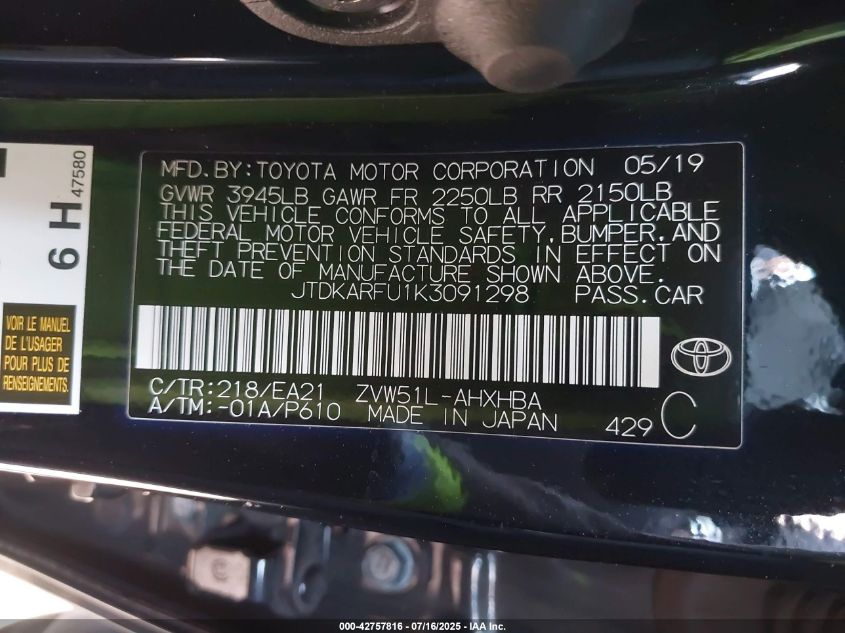 MFD.BY:TOYOTA MOTOR CORPORATION 05/19
GVWR 3945LB GAWR FR 2250LB RR 2150LB
THIS VEHICLE CONFORMS TO ALL APPLICABLE
FEDERAL MOTOR VEHICLE SAFETY,BUMPER,AND
THEFT PREVENTION STANDARDS IN EFFECT ON
THE DATE OF MANUFACTURE SHOWN ABOVE.
JTDKARFU1K3091298 PASS.CAR
C/TR:218/EA21 ZVW51L-AHXHBA
A/TM:-01A/P610 MADE IN JAPAN
429 C
6 H
47580
VOIR LE MANUEL
DE L'USAGER
POUR PLUS DE
RENSEIGNEMENTS.
000-42757816 - 07/16/2025 - IAA Inc.